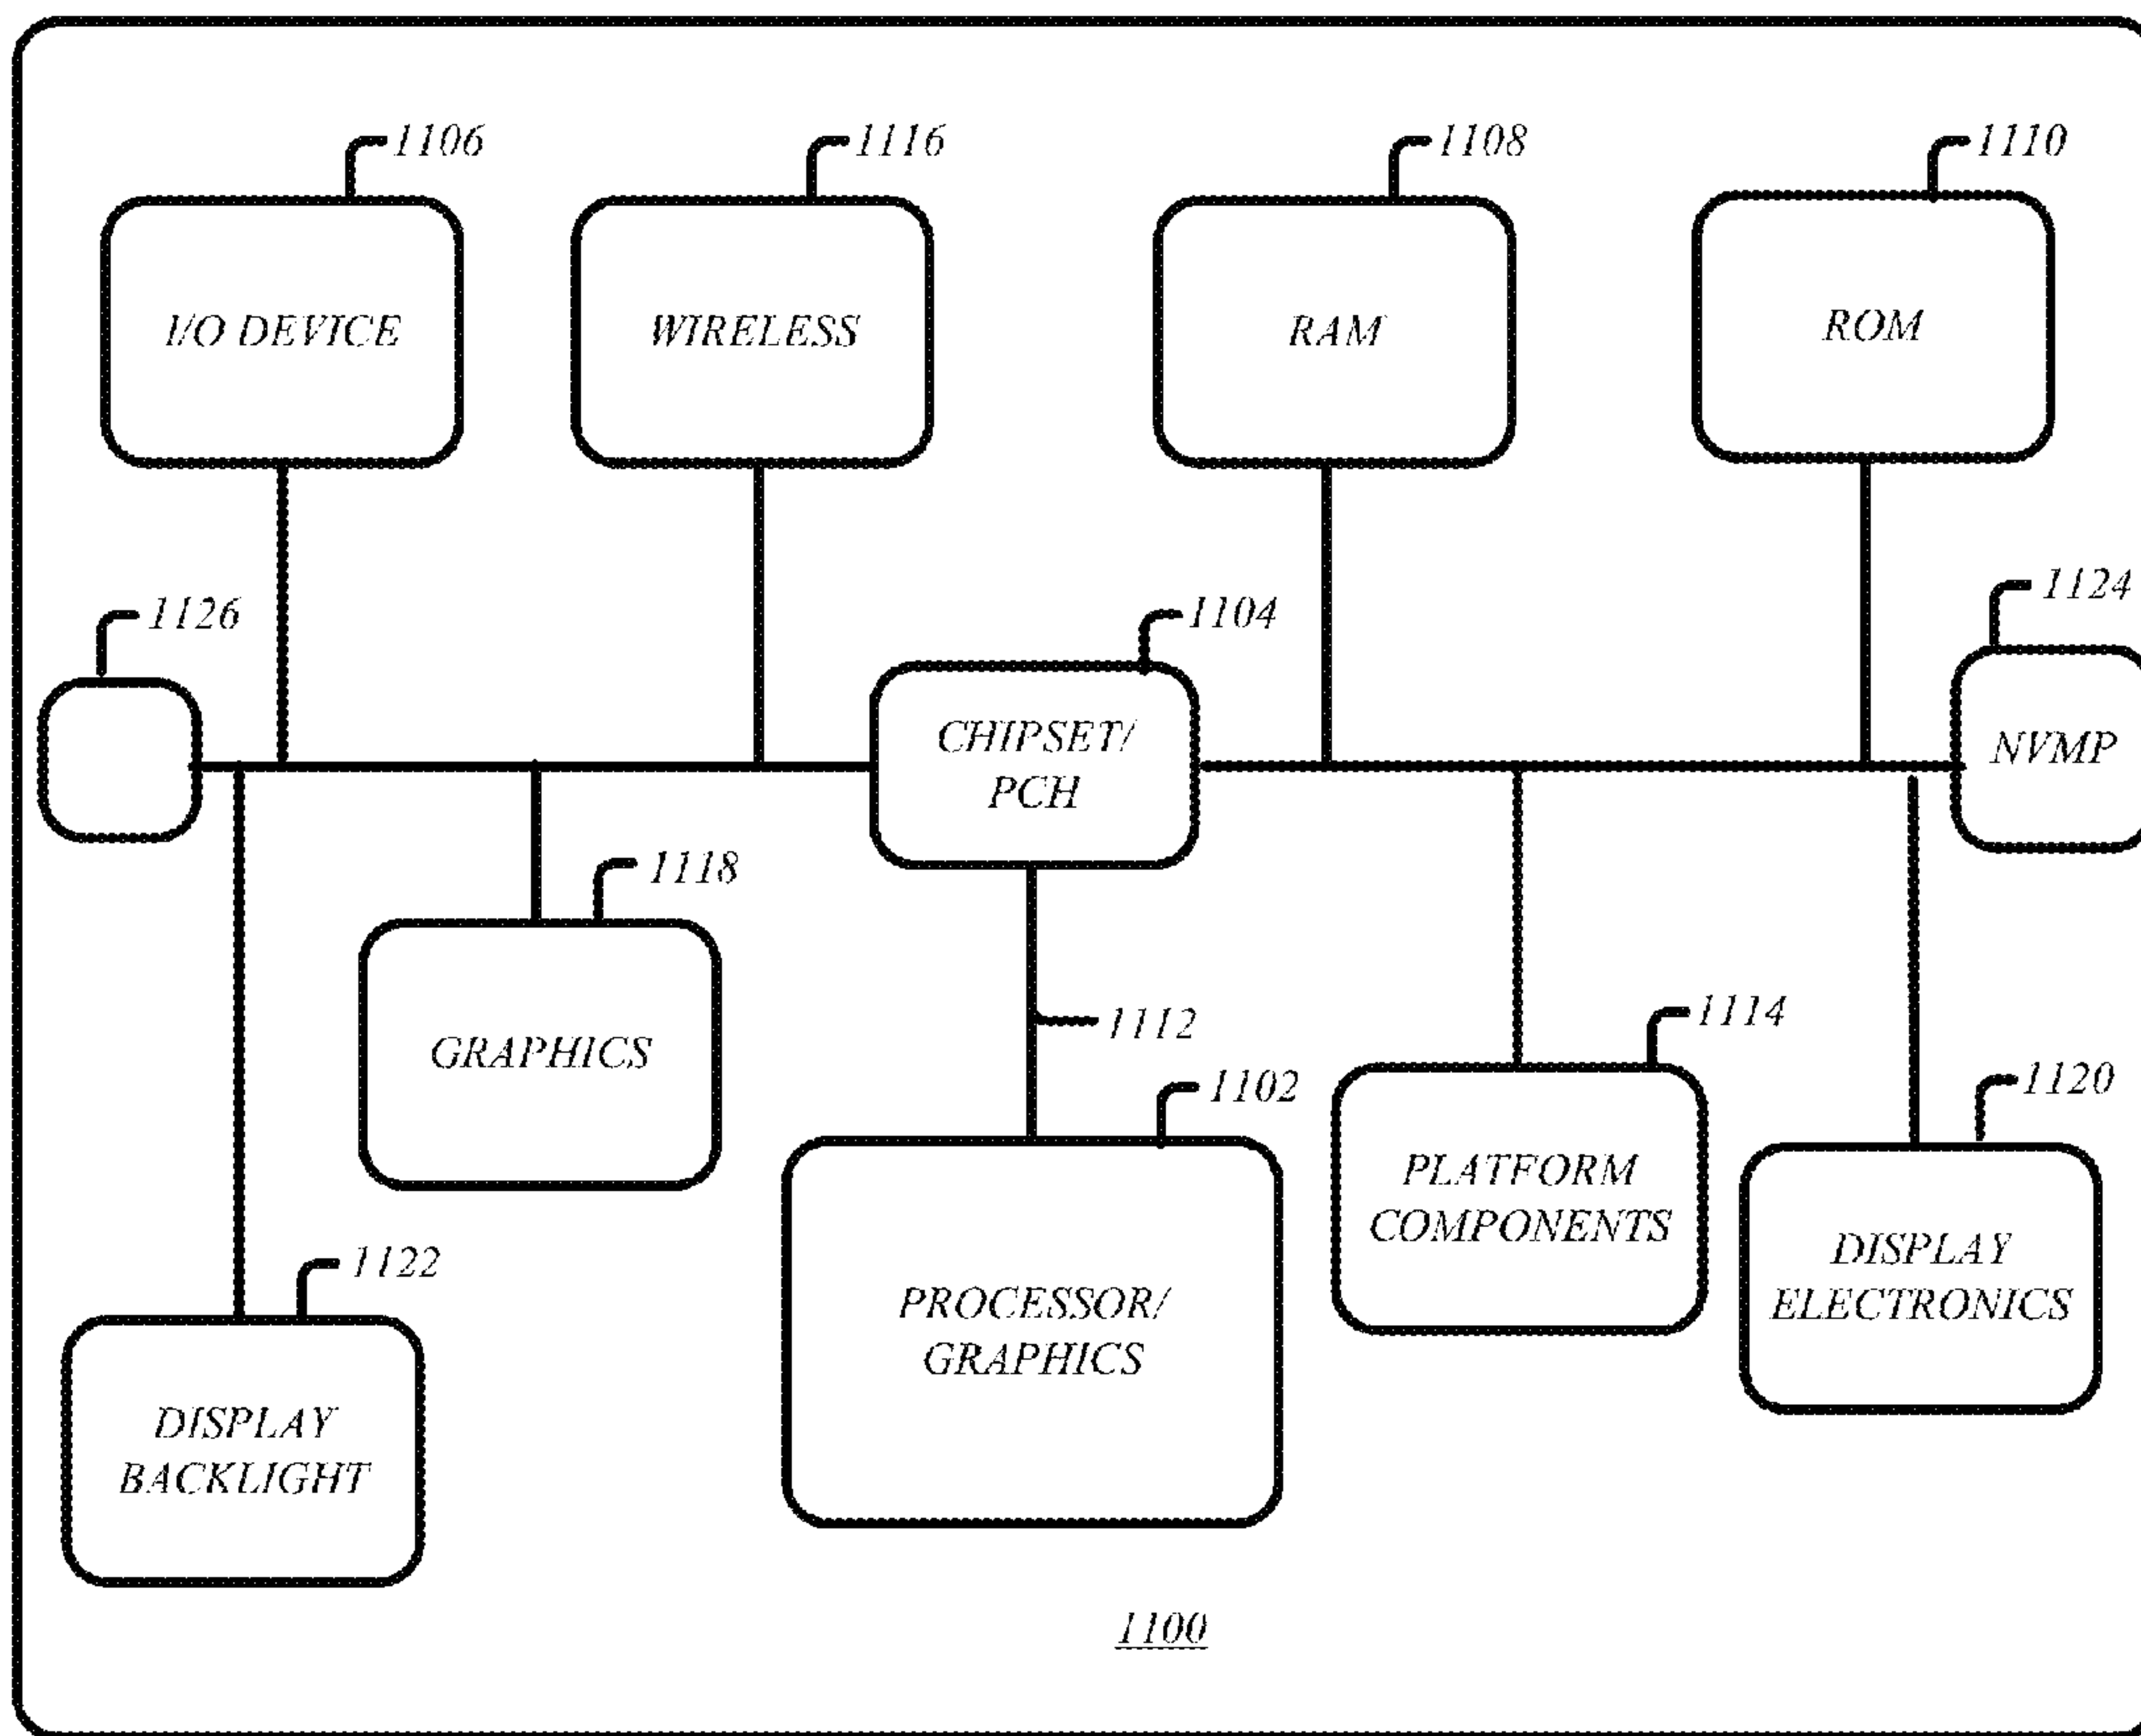 1106
1116
1108
1110
I/O DEVICE
WIRELESS
RAM
ROM
1126
1104
1124
CHIPSET/
PCH
NVMP
1118
GRAPHICS
1112
1114
1102
1120
PLATFORM
COMPONENTS
DISPLAY
ELECTRONICS
1122
PROCESSOR/
GRAPHICS
DISPLAY
BACKLIGHT
1100